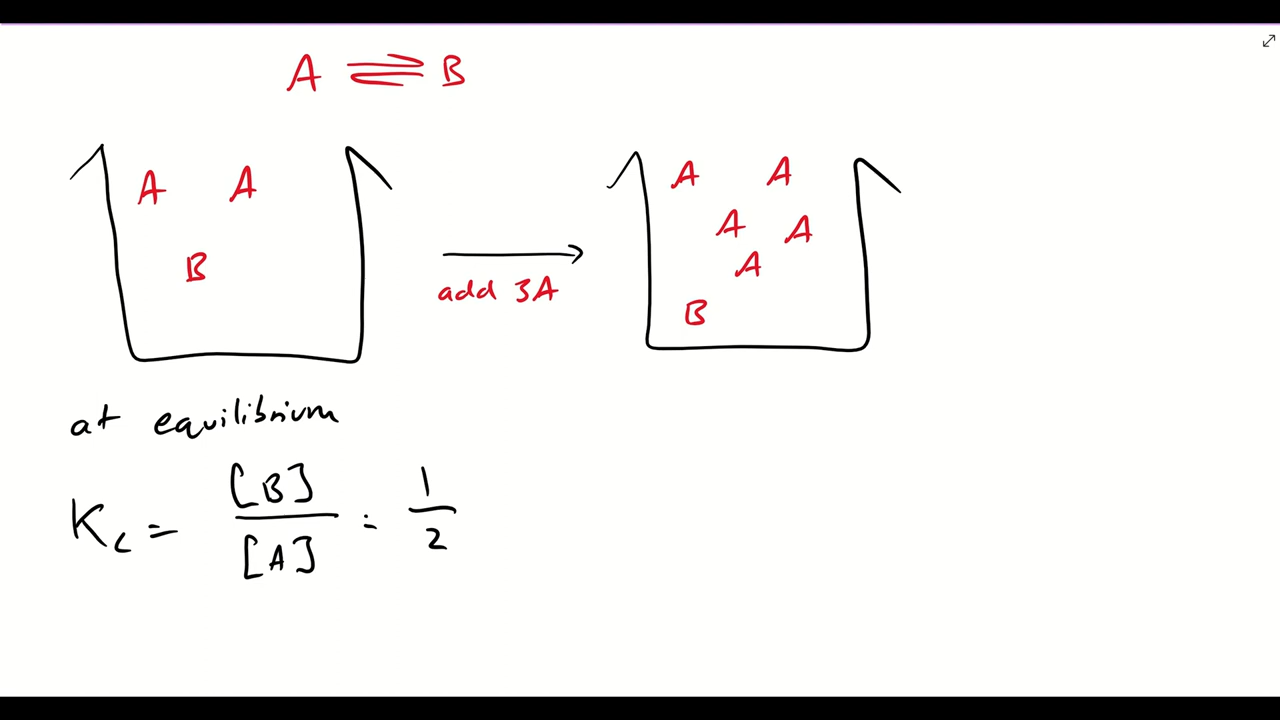 A ⇌ B
A A
B
add 3A
A A
A A
A
B
at equilibrium
Kc = [B] / [A] = 1 / 2